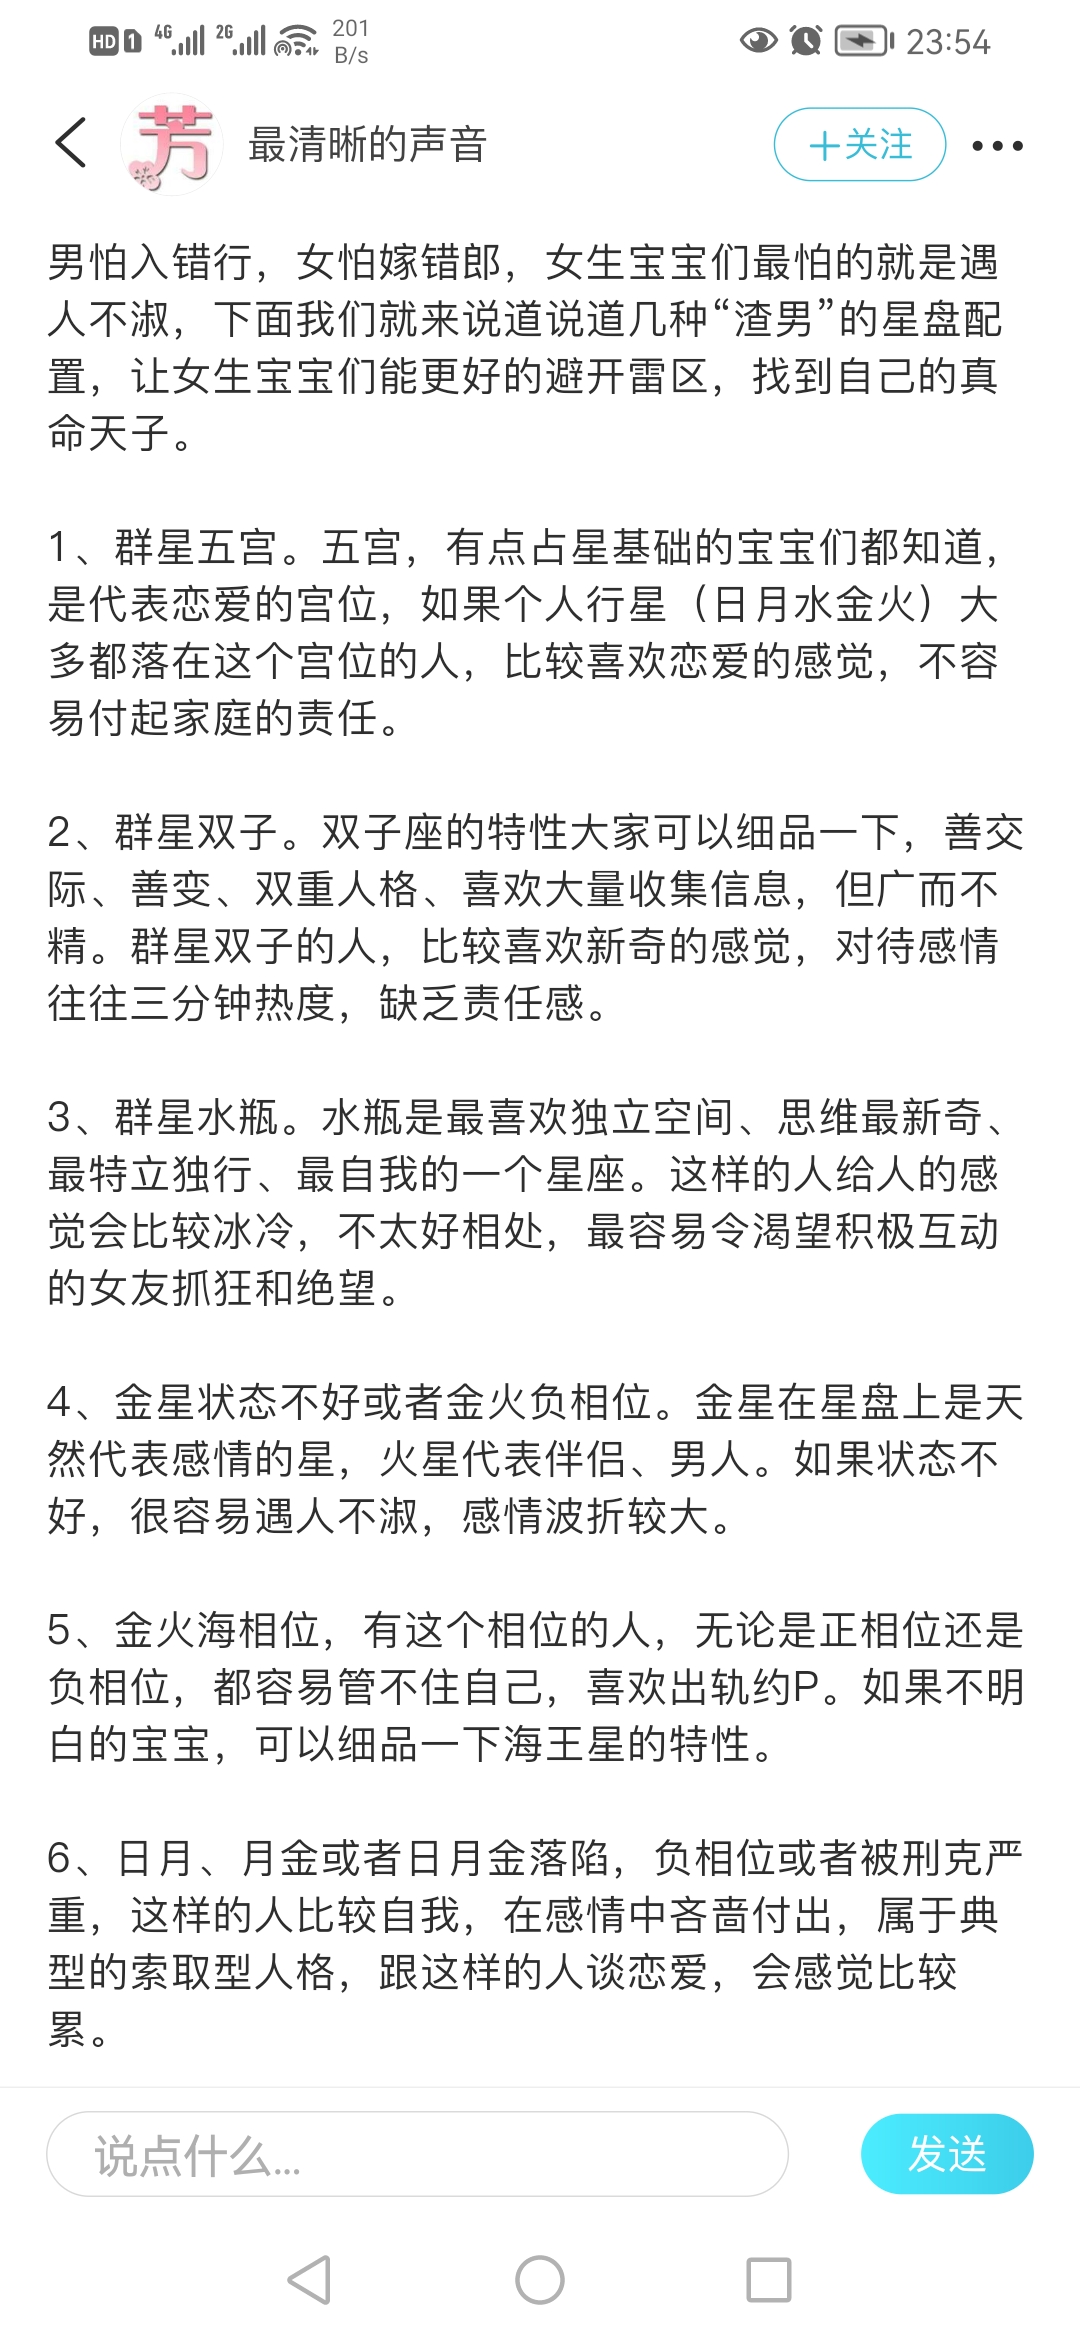 HD 1 4G 2G 201 B/s 23:54
芳 最清晰的声音 +关注
男怕入错行，女怕嫁错郎，女生宝宝们最怕的就是遇
人不淑，下面我们就来说道说道几种“渣男”的星盘配
置，让女生宝宝们能更好的避开雷区，找到自己的真
命天子。
1、群星五宫。五宫，有点占星基础的宝宝们都知道，
是代表恋爱的宫位，如果个人行星（日月水金火）大
多都落在这个宫位的人，比较喜欢恋爱的感觉，不容
易付起家庭的责任。
2、群星双子。双子座的特性大家可以细品一下，善交
际、善变、双重人格、喜欢大量收集信息，但广而不
精。群星双子的人，比较喜欢新奇的感觉，对待感情
往往三分钟热度，缺乏责任感。
3、群星水瓶。水瓶是最喜欢独立空间、思维最新奇、
最特立独行、最自我的一个星座。这样的人给人的感
觉会比较冰冷，不太好相处，最容易令渴望积极互动
的女友抓狂和绝望。
4、金星状态不好或者金火负相位。金星在星盘上是天
然代表感情的星，火星代表伴侣、男人。如果状态不
好，很容易遇人不淑，感情波折较大。
5、金火海相位，有这个相位的人，无论是正相位还是
负相位，都容易管不住自己，喜欢出轨约P。如果不明
白的宝宝，可以细品一下海王星的特性。
6、日月、月金或者日月金落陷，负相位或者被刑克严
重，这样的人比较自我，在感情中吝啬付出，属于典
型的索取型人格，跟这样的人谈恋爱，会感觉比较
累。
说点什么... 发送